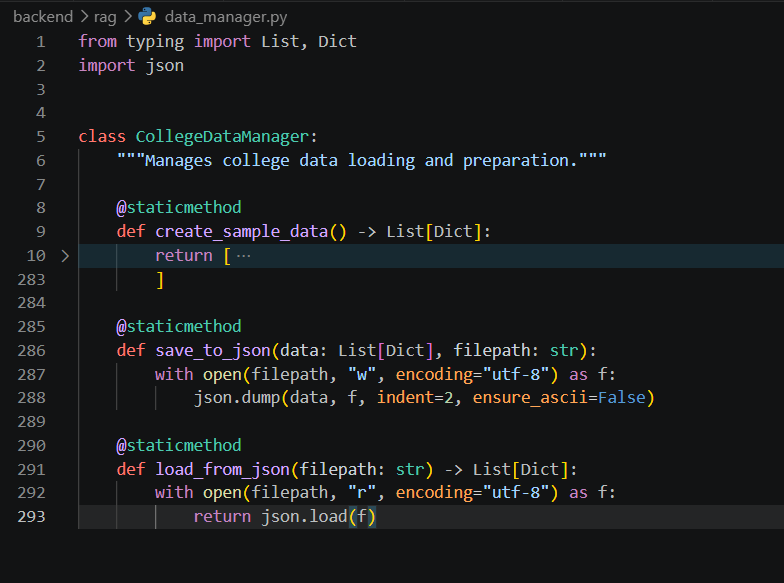 backend > rag > data_manager.py
1 from typing import List, Dict
2 import json
3
4
5 class CollegeDataManager:
6     """Manages college data loading and preparation."""
7
8     @staticmethod
9     def create_sample_data() -> List[Dict]:
10 >         return [ ···
283         ]
284
285     @staticmethod
286     def save_to_json(data: List[Dict], filepath: str):
287         with open(filepath, "w", encoding="utf-8") as f:
288             json.dump(data, f, indent=2, ensure_ascii=False)
289
290     @staticmethod
291     def load_from_json(filepath: str) -> List[Dict]:
292         with open(filepath, "r", encoding="utf-8") as f:
293             return json.load(f)